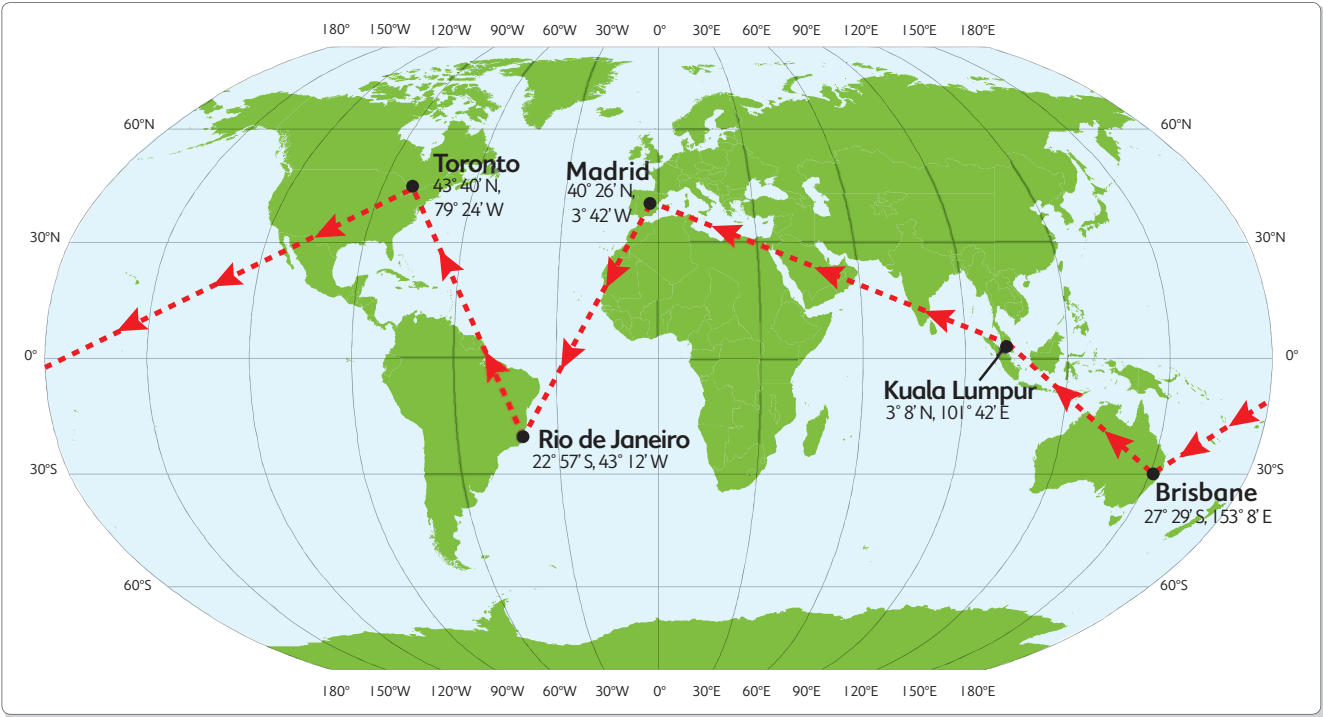 180° 150°W 120°W 90°W 60°W 30°W 0° 30°E 60°E 90°E 120°E 150°E 180°E
60°N 60°N
Toronto
43° 40' N,
79° 24' W
Madrid
40° 26' N,
3° 42' W
30°N 30°N
0° 0°
Kuala Lumpur
3° 8' N, 101° 42' E
Rio de Janeiro
22° 57' S, 43° 12' W
30°S 30°S
Brisbane
27° 29' S, 153° 8' E
60°S 60°S
180° 150°W 120°W 90°W 60°W 30°W 0° 30°E 60°E 90°E 120°E 150°E 180°E